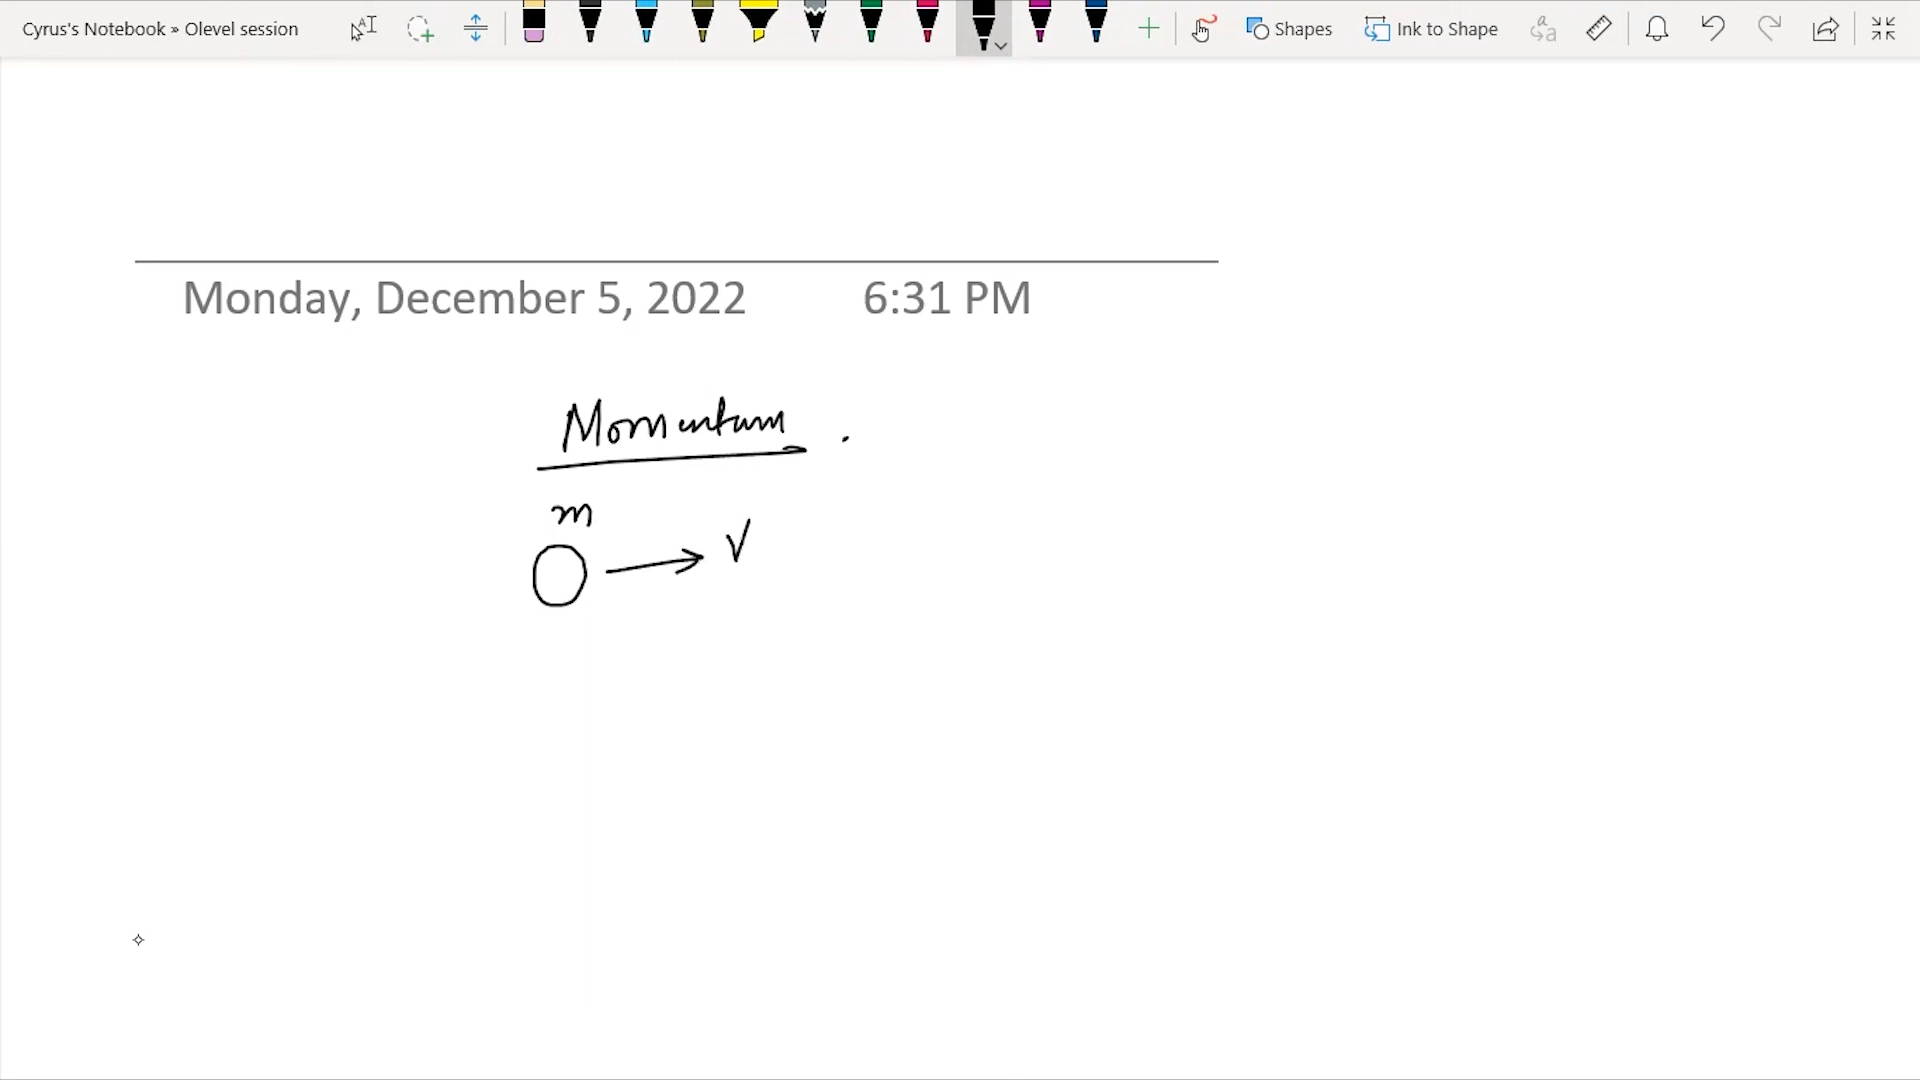 Cyrus's Notebook » Olevel session
Shapes
Ink to Shape
Monday, December 5, 2022 6:31 PM
Momentum .
m
v